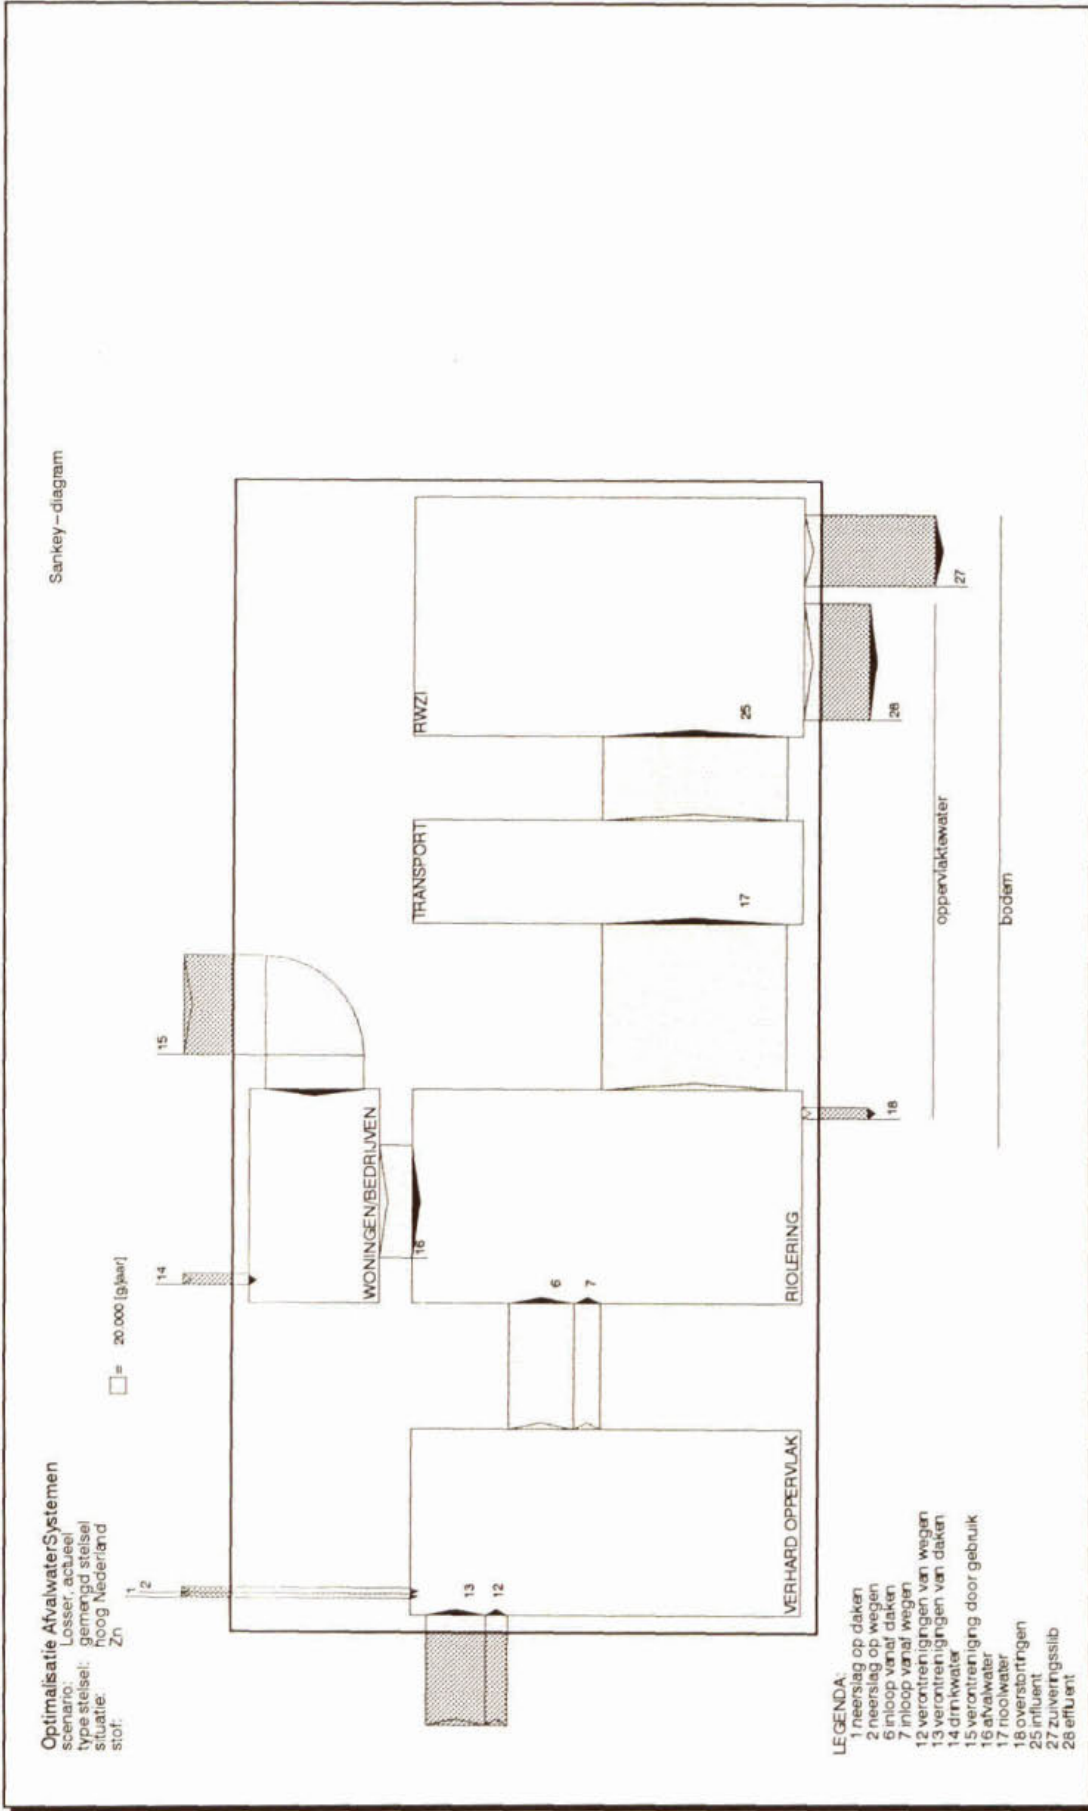 Optimalisatie AfvalwaterSystemen
scenario: Losser, actueel
type stelsel: gemengd stelsel
situatie: hoog Nederland
stof: Zn
= 20.000 [g/jaar]
Sankey-diagram
1
2
14
15
WONINGEN/BEDRIJVEN
16
13
12
VERHARD OPPERVLAK
6
7
RIOLERING
18
TRANSPORT
17
RWZI
25
28
27
oppervlaktewater
bodem
LEGENDA:
1 neerslag op daken
2 neerslag op wegen
6 inloop vanaf daken
7 inloop vanaf wegen
12 verontreinigingen van wegen
13 verontreinigingen van daken
14 drinkwater
15 verontreiniging door gebruik
16 afvalwater
17 rioolwater
18 overstortingen
25 influent
27 zuiveringsslib
28 effluent